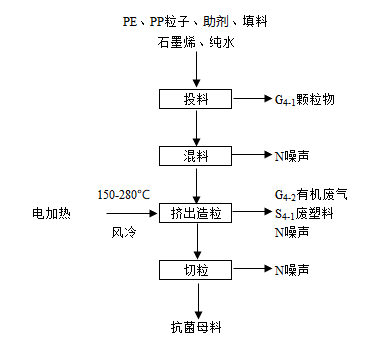 PE、PP粒子、助剂、填料
石墨烯、纯水
投料
G4-1颗粒物
混料
N噪声
电加热
150-280°C
风冷
挤出造粒
G4-2有机废气
S4-1废塑料
N噪声
切粒
N噪声
抗菌母料